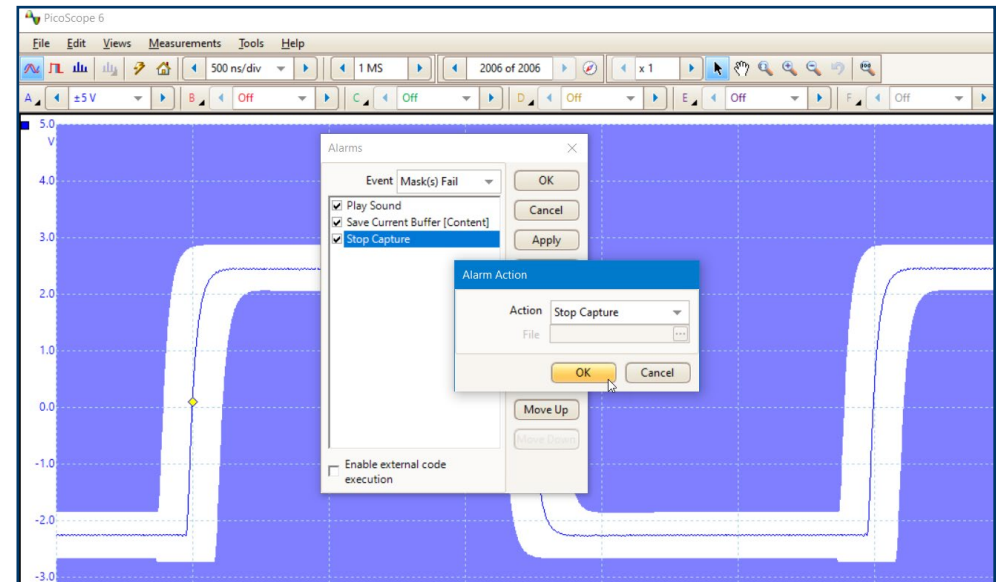 PicoScope 6
File Edit Views Measurements Tools Help
500 ns/div 1 MS 2006 of 2006 x 1
A ±5 V B Off C Off D Off E Off F Off
5.0
V
4.0
3.0
2.0
1.0
0.0
-1.0
-2.0
-3.0
Alarms
Event Mask(s) Fail OK
Play Sound
Save Current Buffer [Content] Cancel
Stop Capture Apply
Alarm Action
Action Stop Capture
File
OK Cancel
Move Up
Move Down
Enable external code
execution